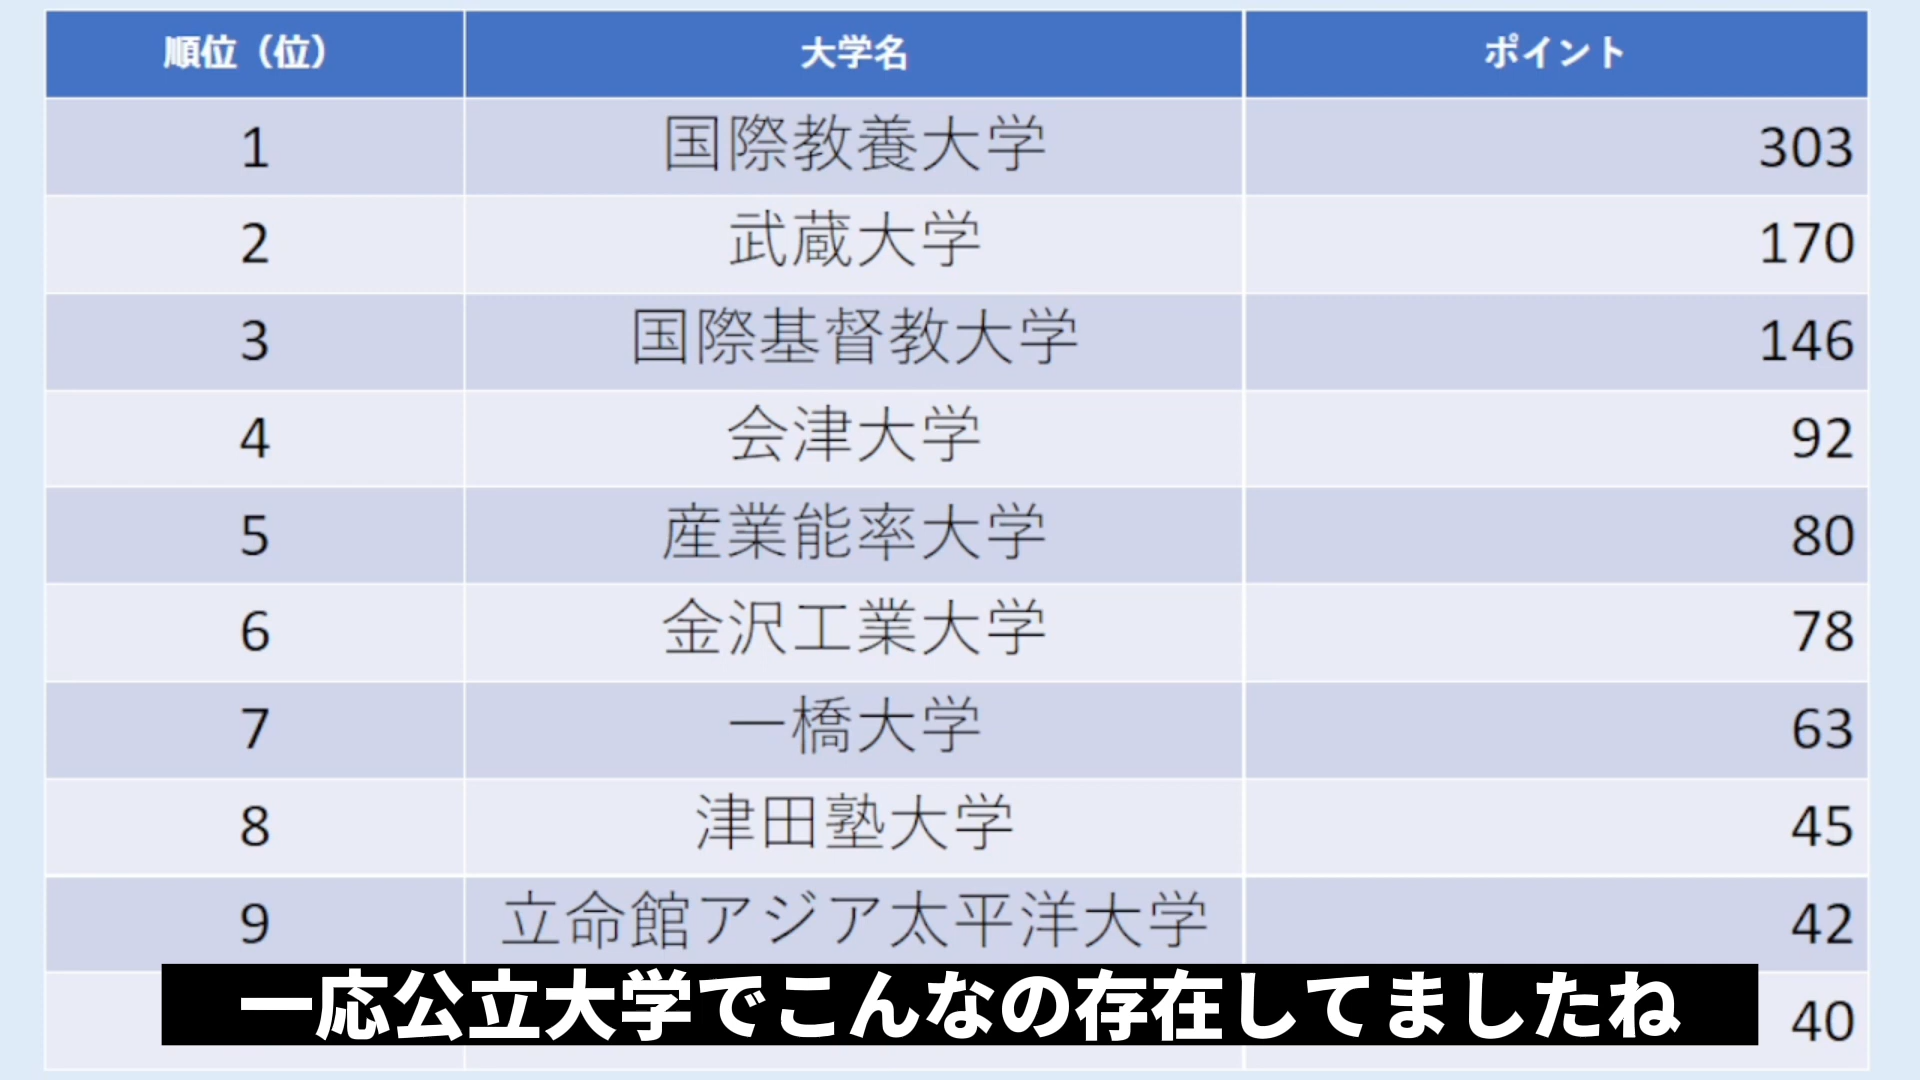 順位（位） 大学名 ポイント
1 国際教養大学 303
2 武蔵大学 170
3 国際基督教大学 146
4 会津大学 92
5 産業能率大学 80
6 金沢工業大学 78
7 一橋大学 63
8 津田塾大学 45
9 立命館アジア太平洋大学 42
一応公立大学でこんなの存在してましたね
40